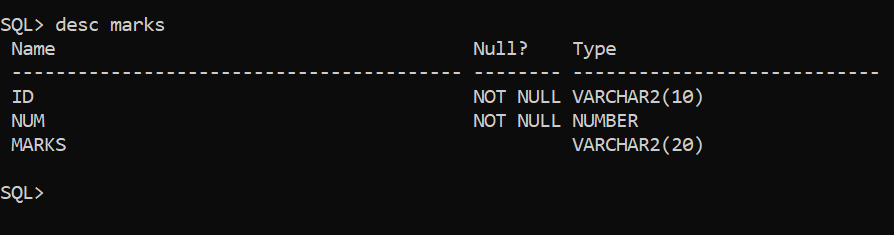 SQL> desc marks
 Name                                      Null?    Type
 ----------------------------------------- -------- ----------------------------
 ID                                        NOT NULL VARCHAR2(10)
 NUM                                       NOT NULL NUMBER
 MARKS                                              VARCHAR2(20)
SQL>